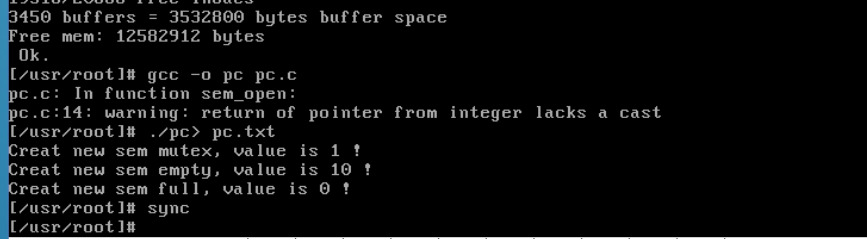 3450 buffers = 3532800 bytes buffer space
Free mem: 12582912 bytes
 Ok.
[/usr/root]# gcc -o pc pc.c
pc.c: In function sem_open:
pc.c:14: warning: return of pointer from integer lacks a cast
[/usr/root]# ./pc> pc.txt
Creat new sem mutex, value is 1 !
Creat new sem empty, value is 10 !
Creat new sem full, value is 0 !
[/usr/root]# sync
[/usr/root]#